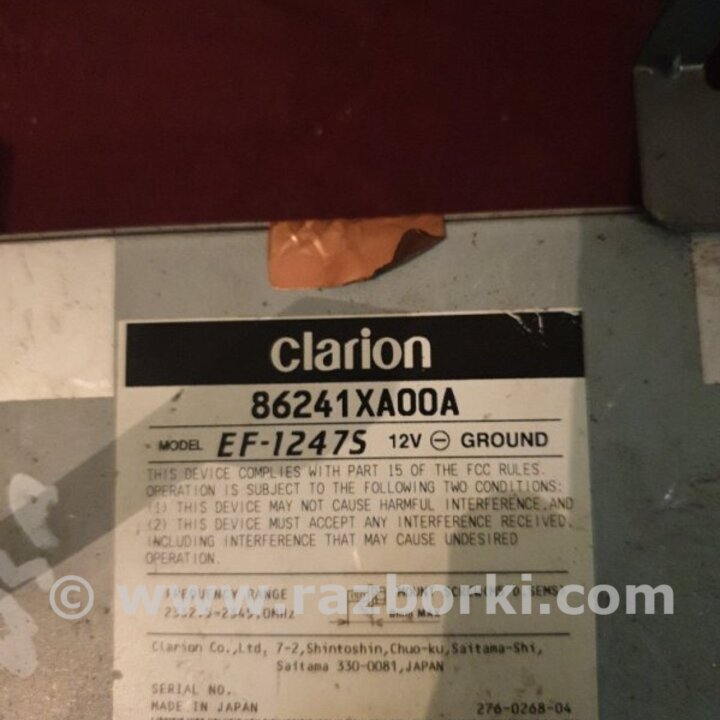 clarion
86241XA00A
MODEL EF-1247S 12V ⊖ GROUND
THIS DEVICE COMPLIES WITH PART 15 OF THE FCC RULES.
OPERATION IS SUBJECT TO THE FOLLOWING TWO CONDITIONS:
(1) THIS DEVICE MAY NOT CAUSE HARMFUL INTERFERENCE,AND
(2) THIS DEVICE MUST ACCEPT ANY INTERFERENCE RECEIVED,
INCLUDING INTERFERENCE THAT MAY CAUSE UNDESIRED
OPERATION.
© www.razborki.com
FREQUENCY RANGE
MAX
Clarion Co.,Ltd, 7-2,Shintoshin,Chuo-ku,Saitama-Shi,
Saitama 330-0081,JAPAN
SERIAL NO.
MADE IN JAPAN 276-0268-04